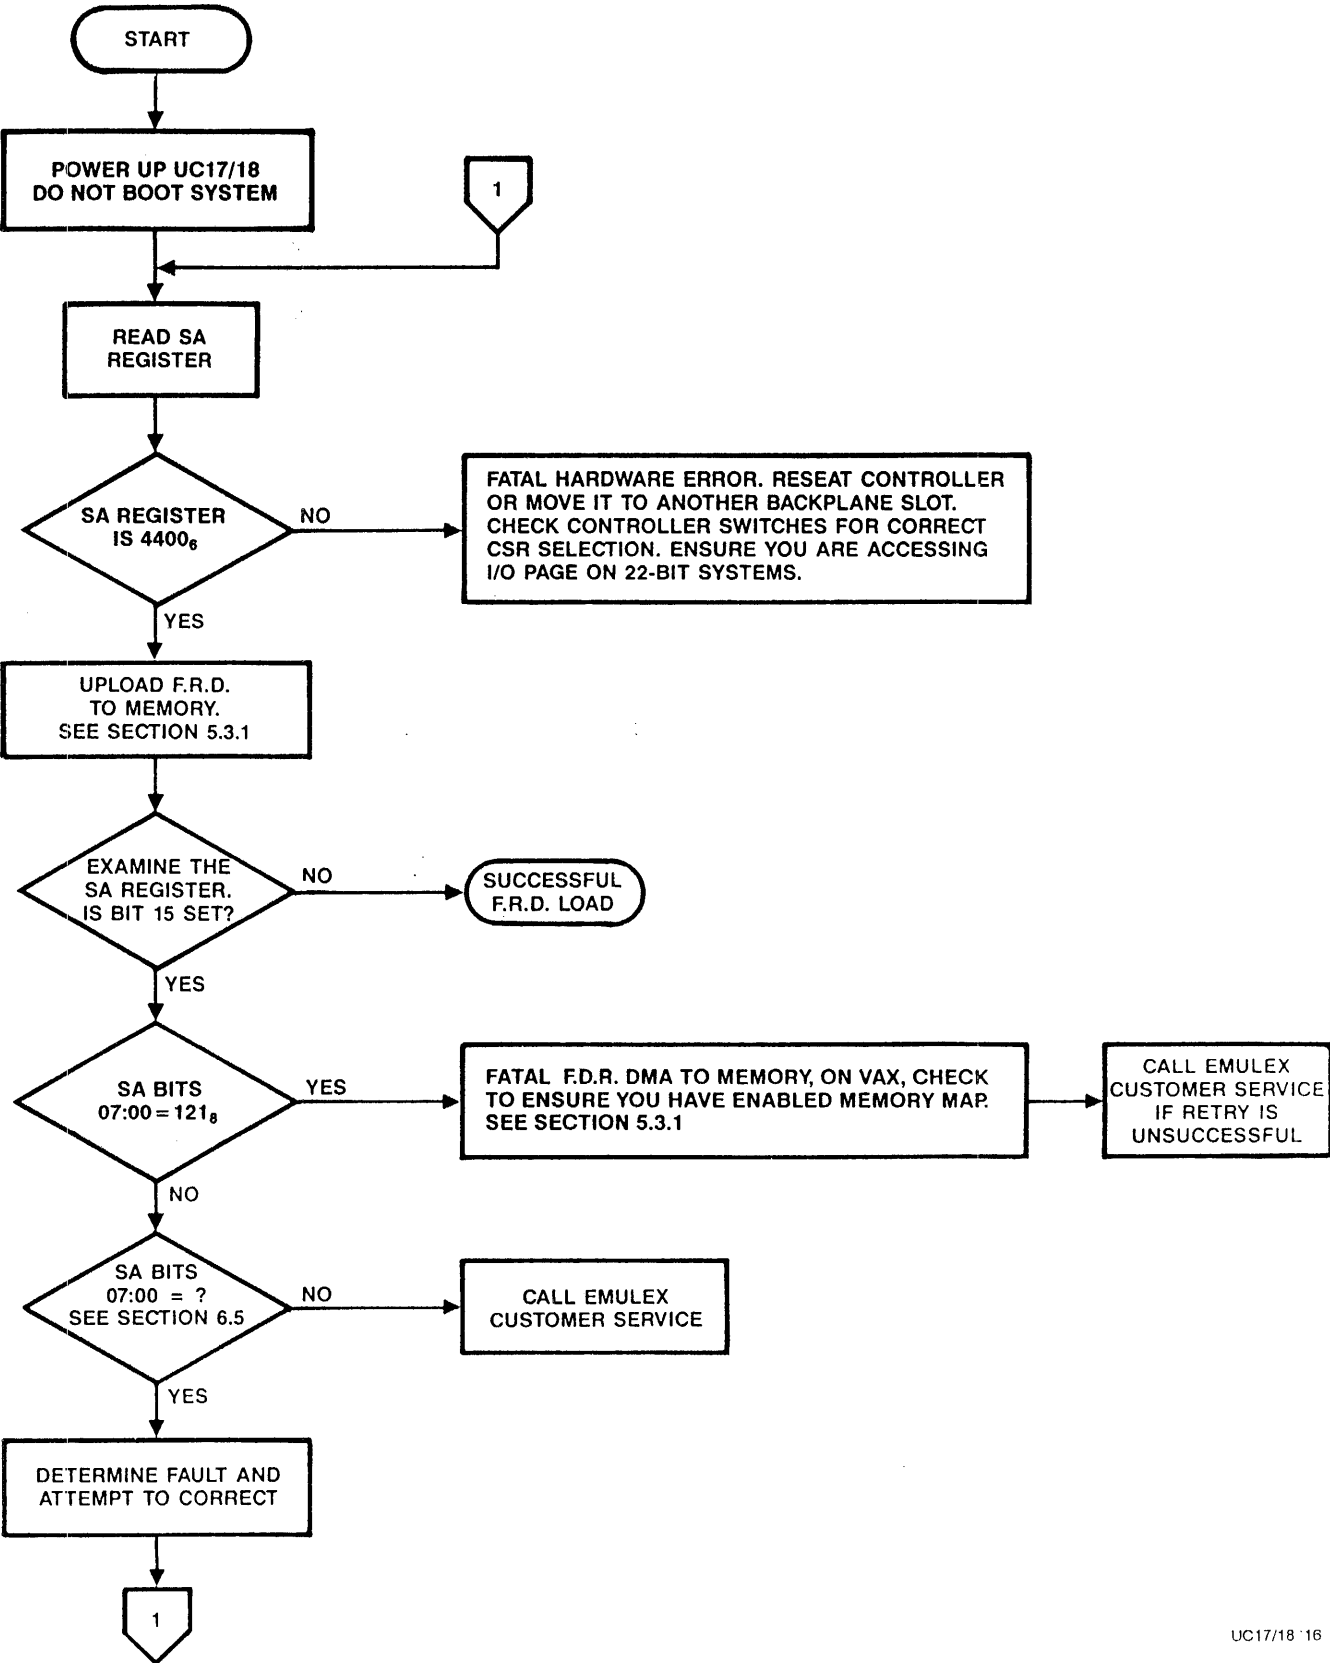 START
POWER UP UC17/18
DO NOT BOOT SYSTEM
1
READ SA
REGISTER
SA REGISTER
IS 4400₆
NO
FATAL HARDWARE ERROR. RESEAT CONTROLLER
OR MOVE IT TO ANOTHER BACKPLANE SLOT.
CHECK CONTROLLER SWITCHES FOR CORRECT
CSR SELECTION. ENSURE YOU ARE ACCESSING
I/O PAGE ON 22-BIT SYSTEMS.
YES
UPLOAD F.R.D.
TO MEMORY.
SEE SECTION 5.3.1
EXAMINE THE
SA REGISTER.
IS BIT 15 SET?
NO
SUCCESSFUL
F.R.D. LOAD
YES
SA BITS
07:00 = 121₈
YES
FATAL F.D.R. DMA TO MEMORY, ON VAX, CHECK
TO ENSURE YOU HAVE ENABLED MEMORY MAP.
SEE SECTION 5.3.1
CALL EMULEX
CUSTOMER SERVICE
IF RETRY IS
UNSUCCESSFUL
NO
SA BITS
07:00 = ?
SEE SECTION 6.5
NO
CALL EMULEX
CUSTOMER SERVICE
YES
DETERMINE FAULT AND
ATTEMPT TO CORRECT
1
UC17/18 16